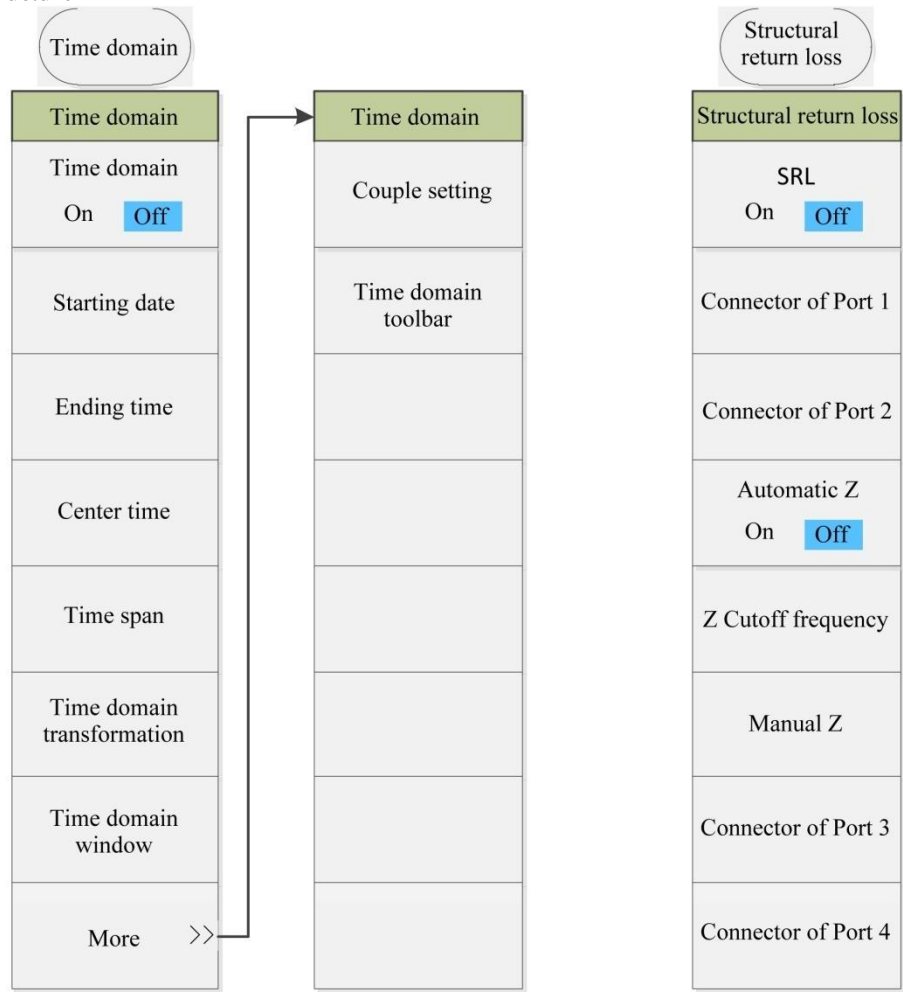 Time domain
Time domain
Time domain
On Off
Starting date
Ending time
Center time
Time span
Time domain
transformation
Time domain
window
More >>
Time domain
Couple setting
Time domain
toolbar
Structural
return loss
Structural return loss
SRL
On Off
Connector of Port 1
Connector of Port 2
Automatic Z
On Off
Z Cutoff frequency
Manual Z
Connector of Port 3
Connector of Port 4